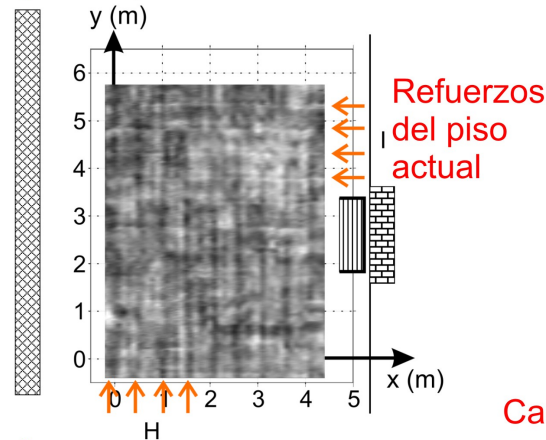 y (m)
6
5
4
3
2
1
0
0 1 2 3 4 5
x (m)
H
I
Refuerzos
del piso
actual
Ca